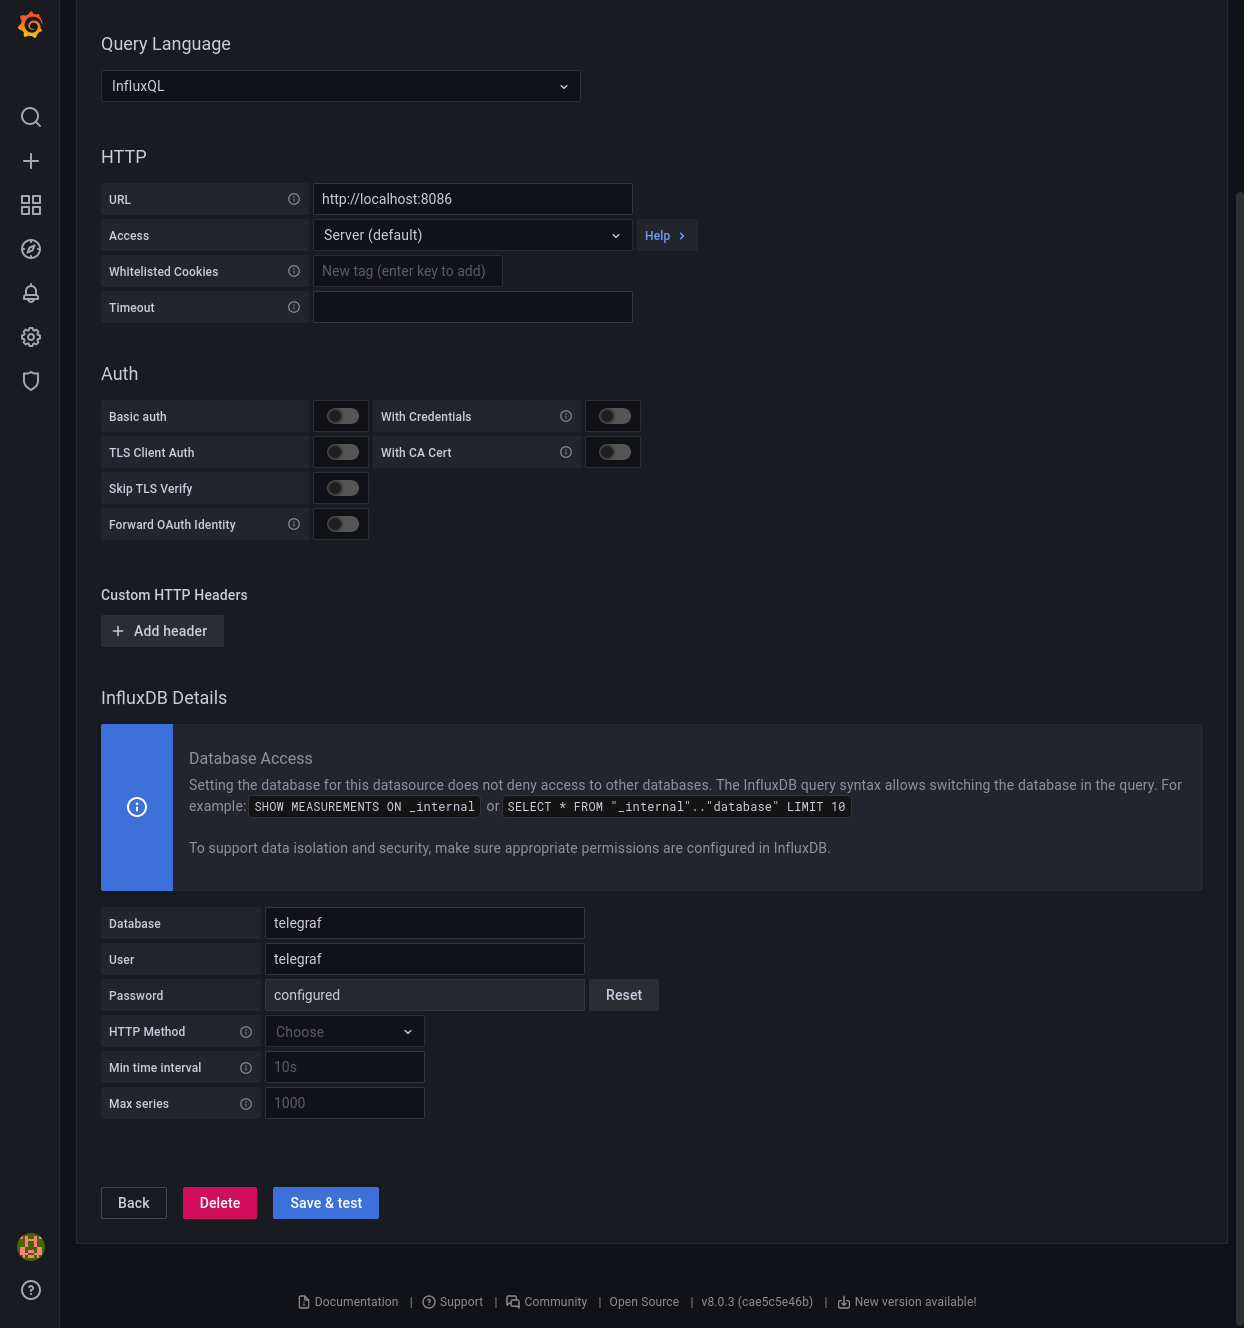 Query Language
InfluxQL
HTTP
URL http://localhost:8086
Access Server (default) Help
Whitelisted Cookies New tag (enter key to add)
Timeout
Auth
Basic auth With Credentials
TLS Client Auth With CA Cert
Skip TLS Verify
Forward OAuth Identity
Custom HTTP Headers
Add header
InfluxDB Details
Database Access
Setting the database for this datasource does not deny access to other databases. The InfluxDB query syntax allows switching the database in the query. For
example: SHOW MEASUREMENTS ON _internal or SELECT * FROM "_internal".."database" LIMIT 10
To support data isolation and security, make sure appropriate permissions are configured in InfluxDB.
Database telegraf
User telegraf
Password configured Reset
HTTP Method Choose
Min time interval 10s
Max series 1000
Back Delete Save & test
Documentation | Support | Community | Open Source | v8.0.3 (cae5c5e46b) | New version available!